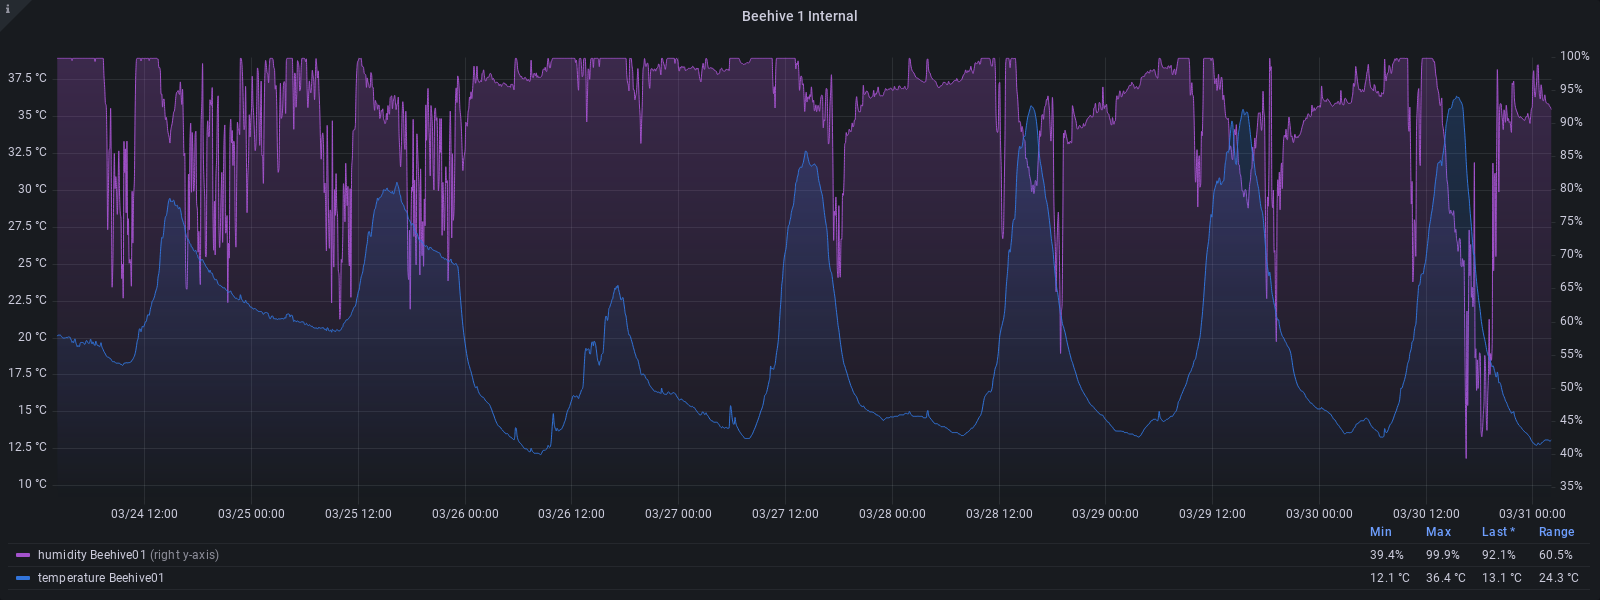 i
Beehive 1 Internal
37.5 °C
35 °C
32.5 °C
30 °C
27.5 °C
25 °C
22.5 °C
20 °C
17.5 °C
15 °C
12.5 °C
10 °C
100%
95%
90%
85%
80%
75%
70%
65%
60%
55%
50%
45%
40%
35%
03/24 12:00 03/25 00:00 03/25 12:00 03/26 00:00 03/26 12:00 03/27 00:00 03/27 12:00 03/28 00:00 03/28 12:00 03/29 00:00 03/29 12:00 03/30 00:00 03/30 12:00 03/31 00:00
Min Max Last * Range
humidity Beehive01 (right y-axis) 39.4% 99.9% 92.1% 60.5%
temperature Beehive01 12.1 °C 36.4 °C 13.1 °C 24.3 °C